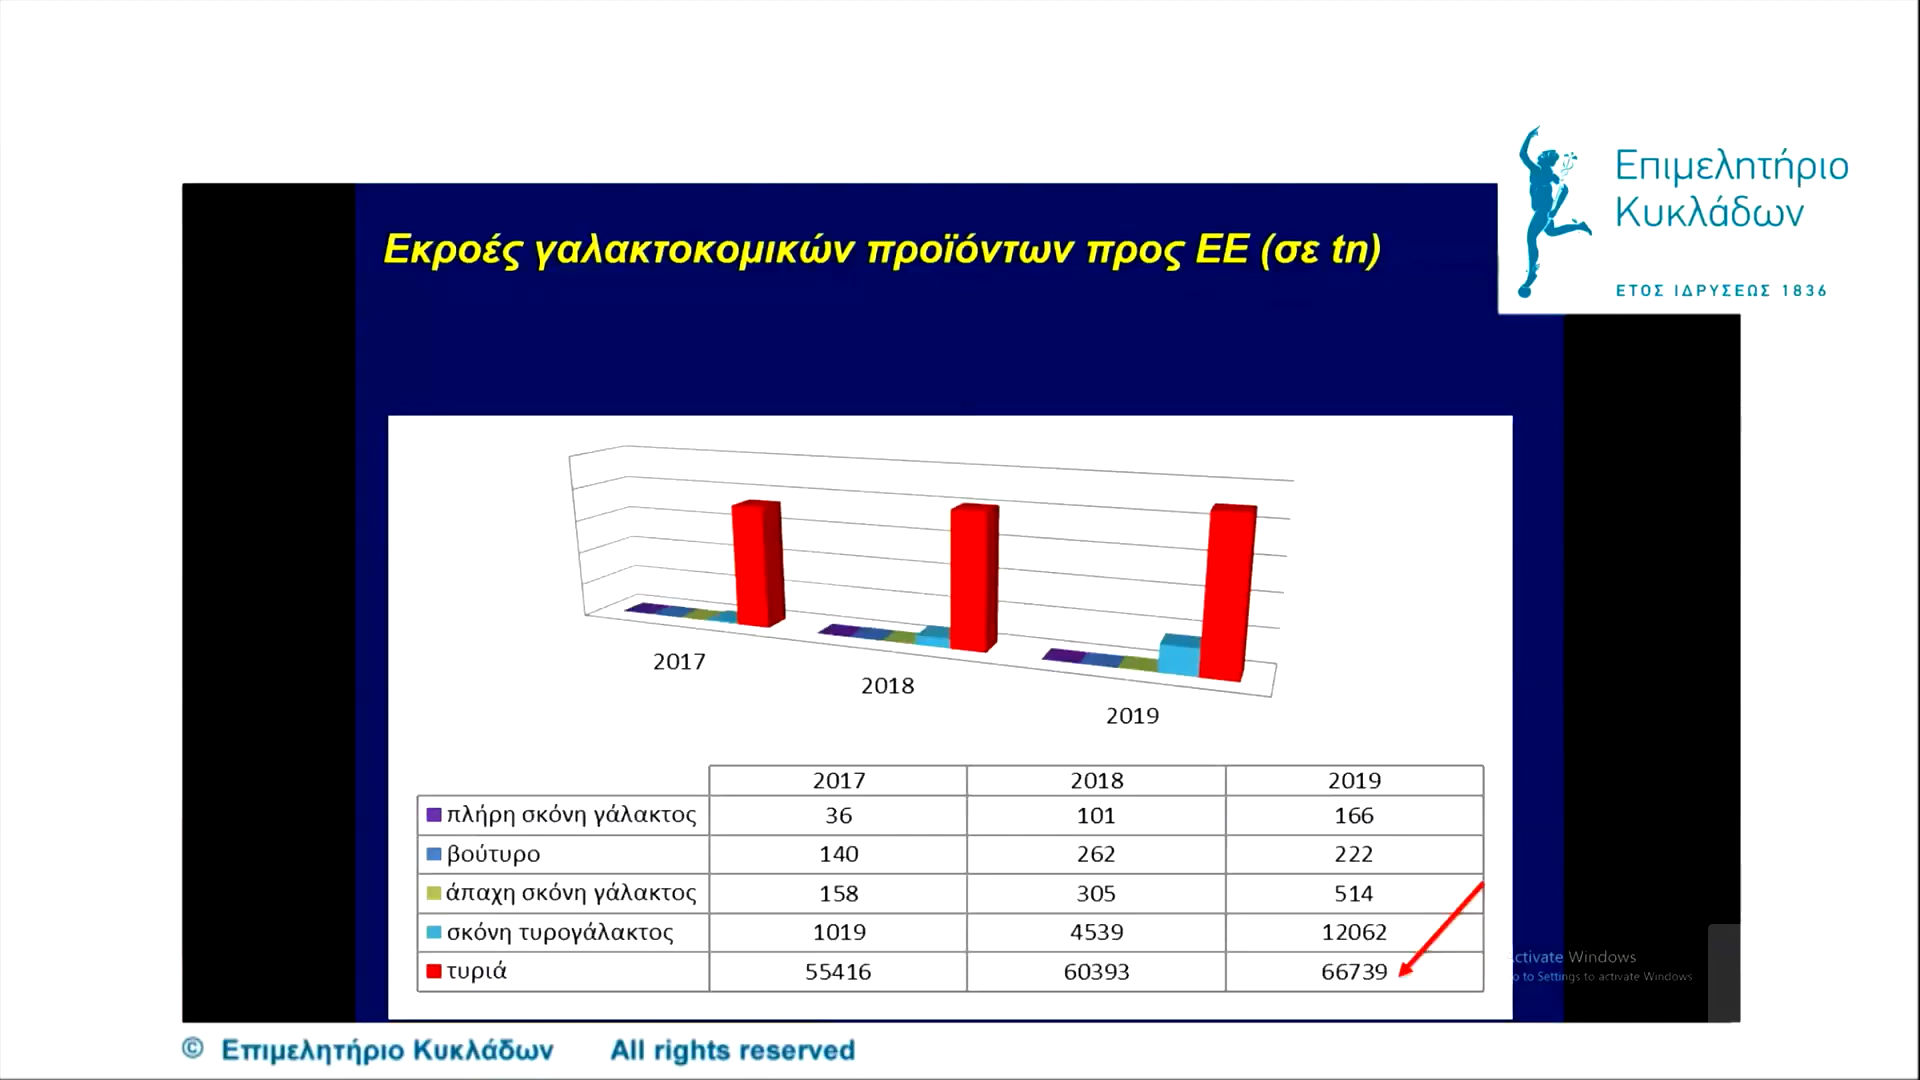 Επιμελητήριο
Κυκλάδων
ΕΤΟΣ ΙΔΡΥΣΕΩΣ 1836
Εκροές γαλακτοκομικών προϊόντων προς ΕΕ (σε tn)
2017
2018
2019
2017 2018 2019
πλήρη σκόνη γάλακτος 36 101 166
βούτυρο 140 262 222
άπαχη σκόνη γάλακτος 158 305 514
σκόνη τυρογάλακτος 1019 4539 12062
τυριά 55416 60393 66739
ctivate Windows
o to Settings to activate Windows
© Επιμελητήριο Κυκλάδων All rights reserved